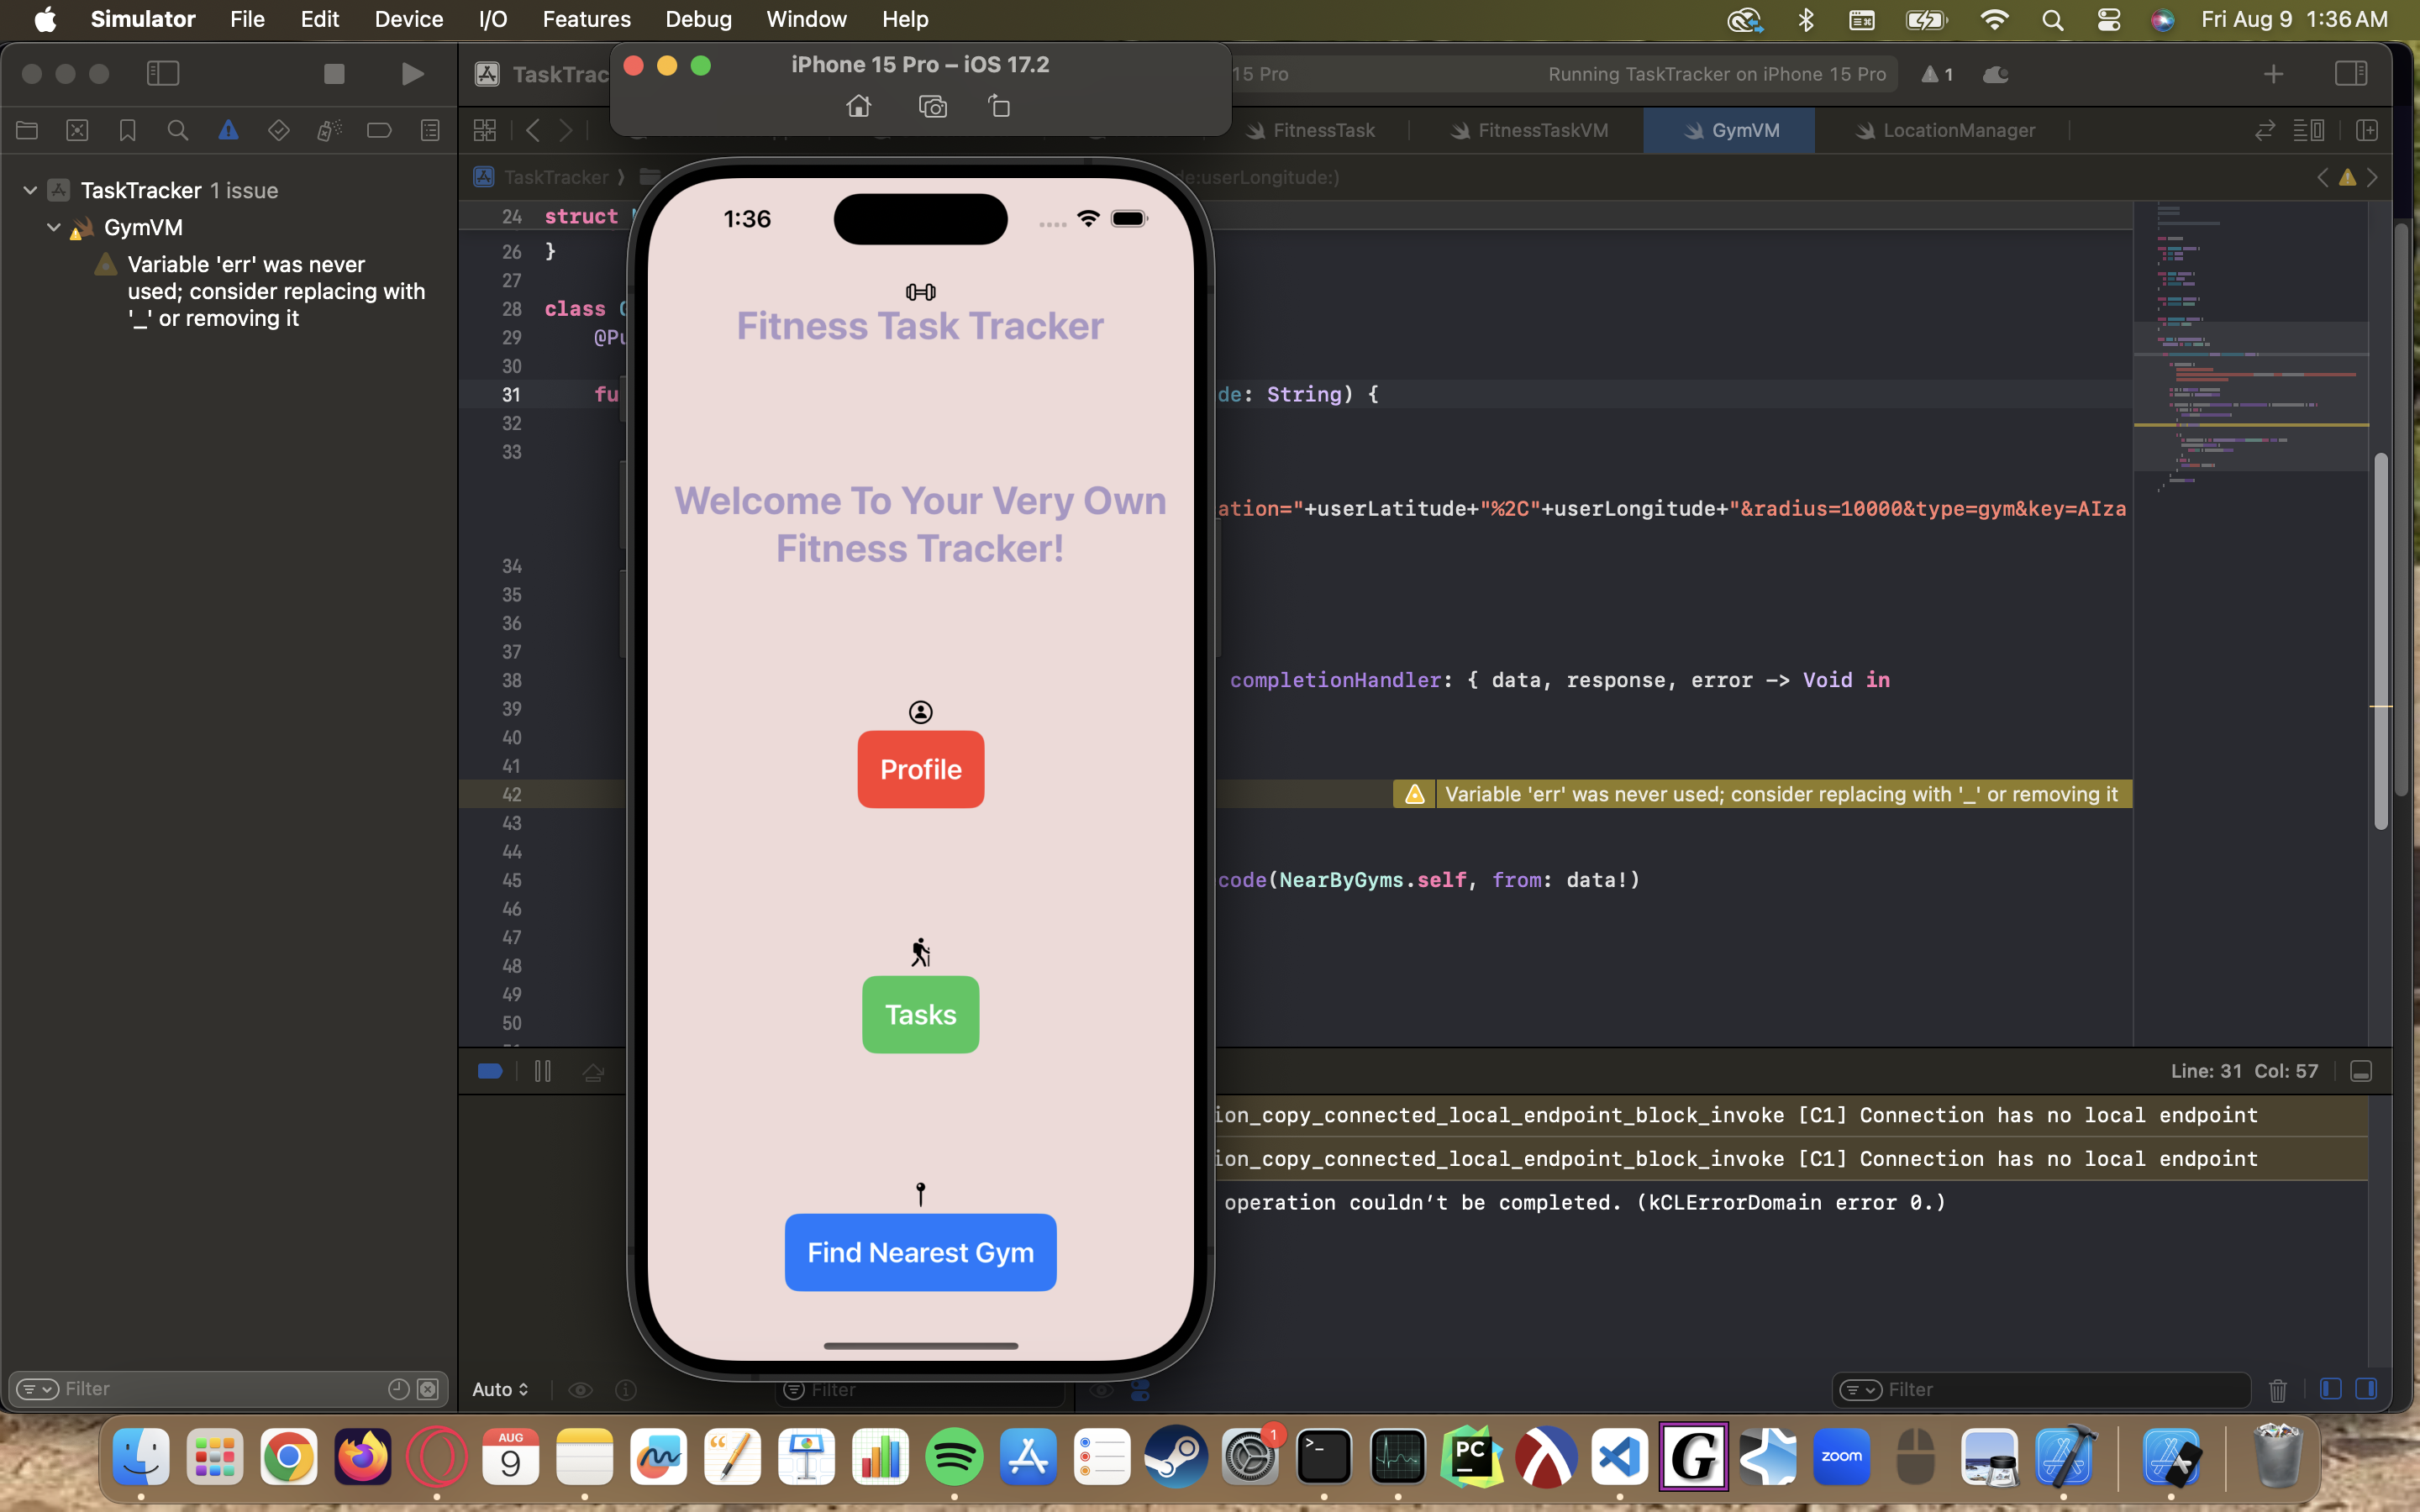 Simulator File Edit Device I/O Features Debug Window Help Fri Aug 9 1:36 AM
iPhone 15 Pro – iOS 17.2
TaskTrac
15 Pro
Running TaskTracker on iPhone 15 Pro
1
FitnessTask FitnessTaskVM GymVM LocationManager
TaskTracker
de:userLongitude:)
TaskTracker 1 issue
GymVM
Variable 'err' was never
used; consider replacing with
'_' or removing it
24 struct
26 }
27
28 class
29 @Pu
30
31 fu de: String) {
32
33
ation="+userLatitude+"%2C"+userLongitude+"&radius=10000&type=gym&key=AIza
34
35
36
37
38 completionHandler: { data, response, error -> Void in
39
40
41
42 Variable 'err' was never used; consider replacing with '_' or removing it
43
44
45 code(NearByGyms.self, from: data!)
46
47
48
49
50
1:36
Fitness Task Tracker
Welcome To Your Very Own
Fitness Tracker!
Profile
Tasks
Find Nearest Gym
Line: 31 Col: 57
ion_copy_connected_local_endpoint_block_invoke [C1] Connection has no local endpoint
ion_copy_connected_local_endpoint_block_invoke [C1] Connection has no local endpoint
operation couldn’t be completed. (kCLErrorDomain error 0.)
Filter
Auto
Filter
Filter
AUG
9
1
>_
PC
G
zoom